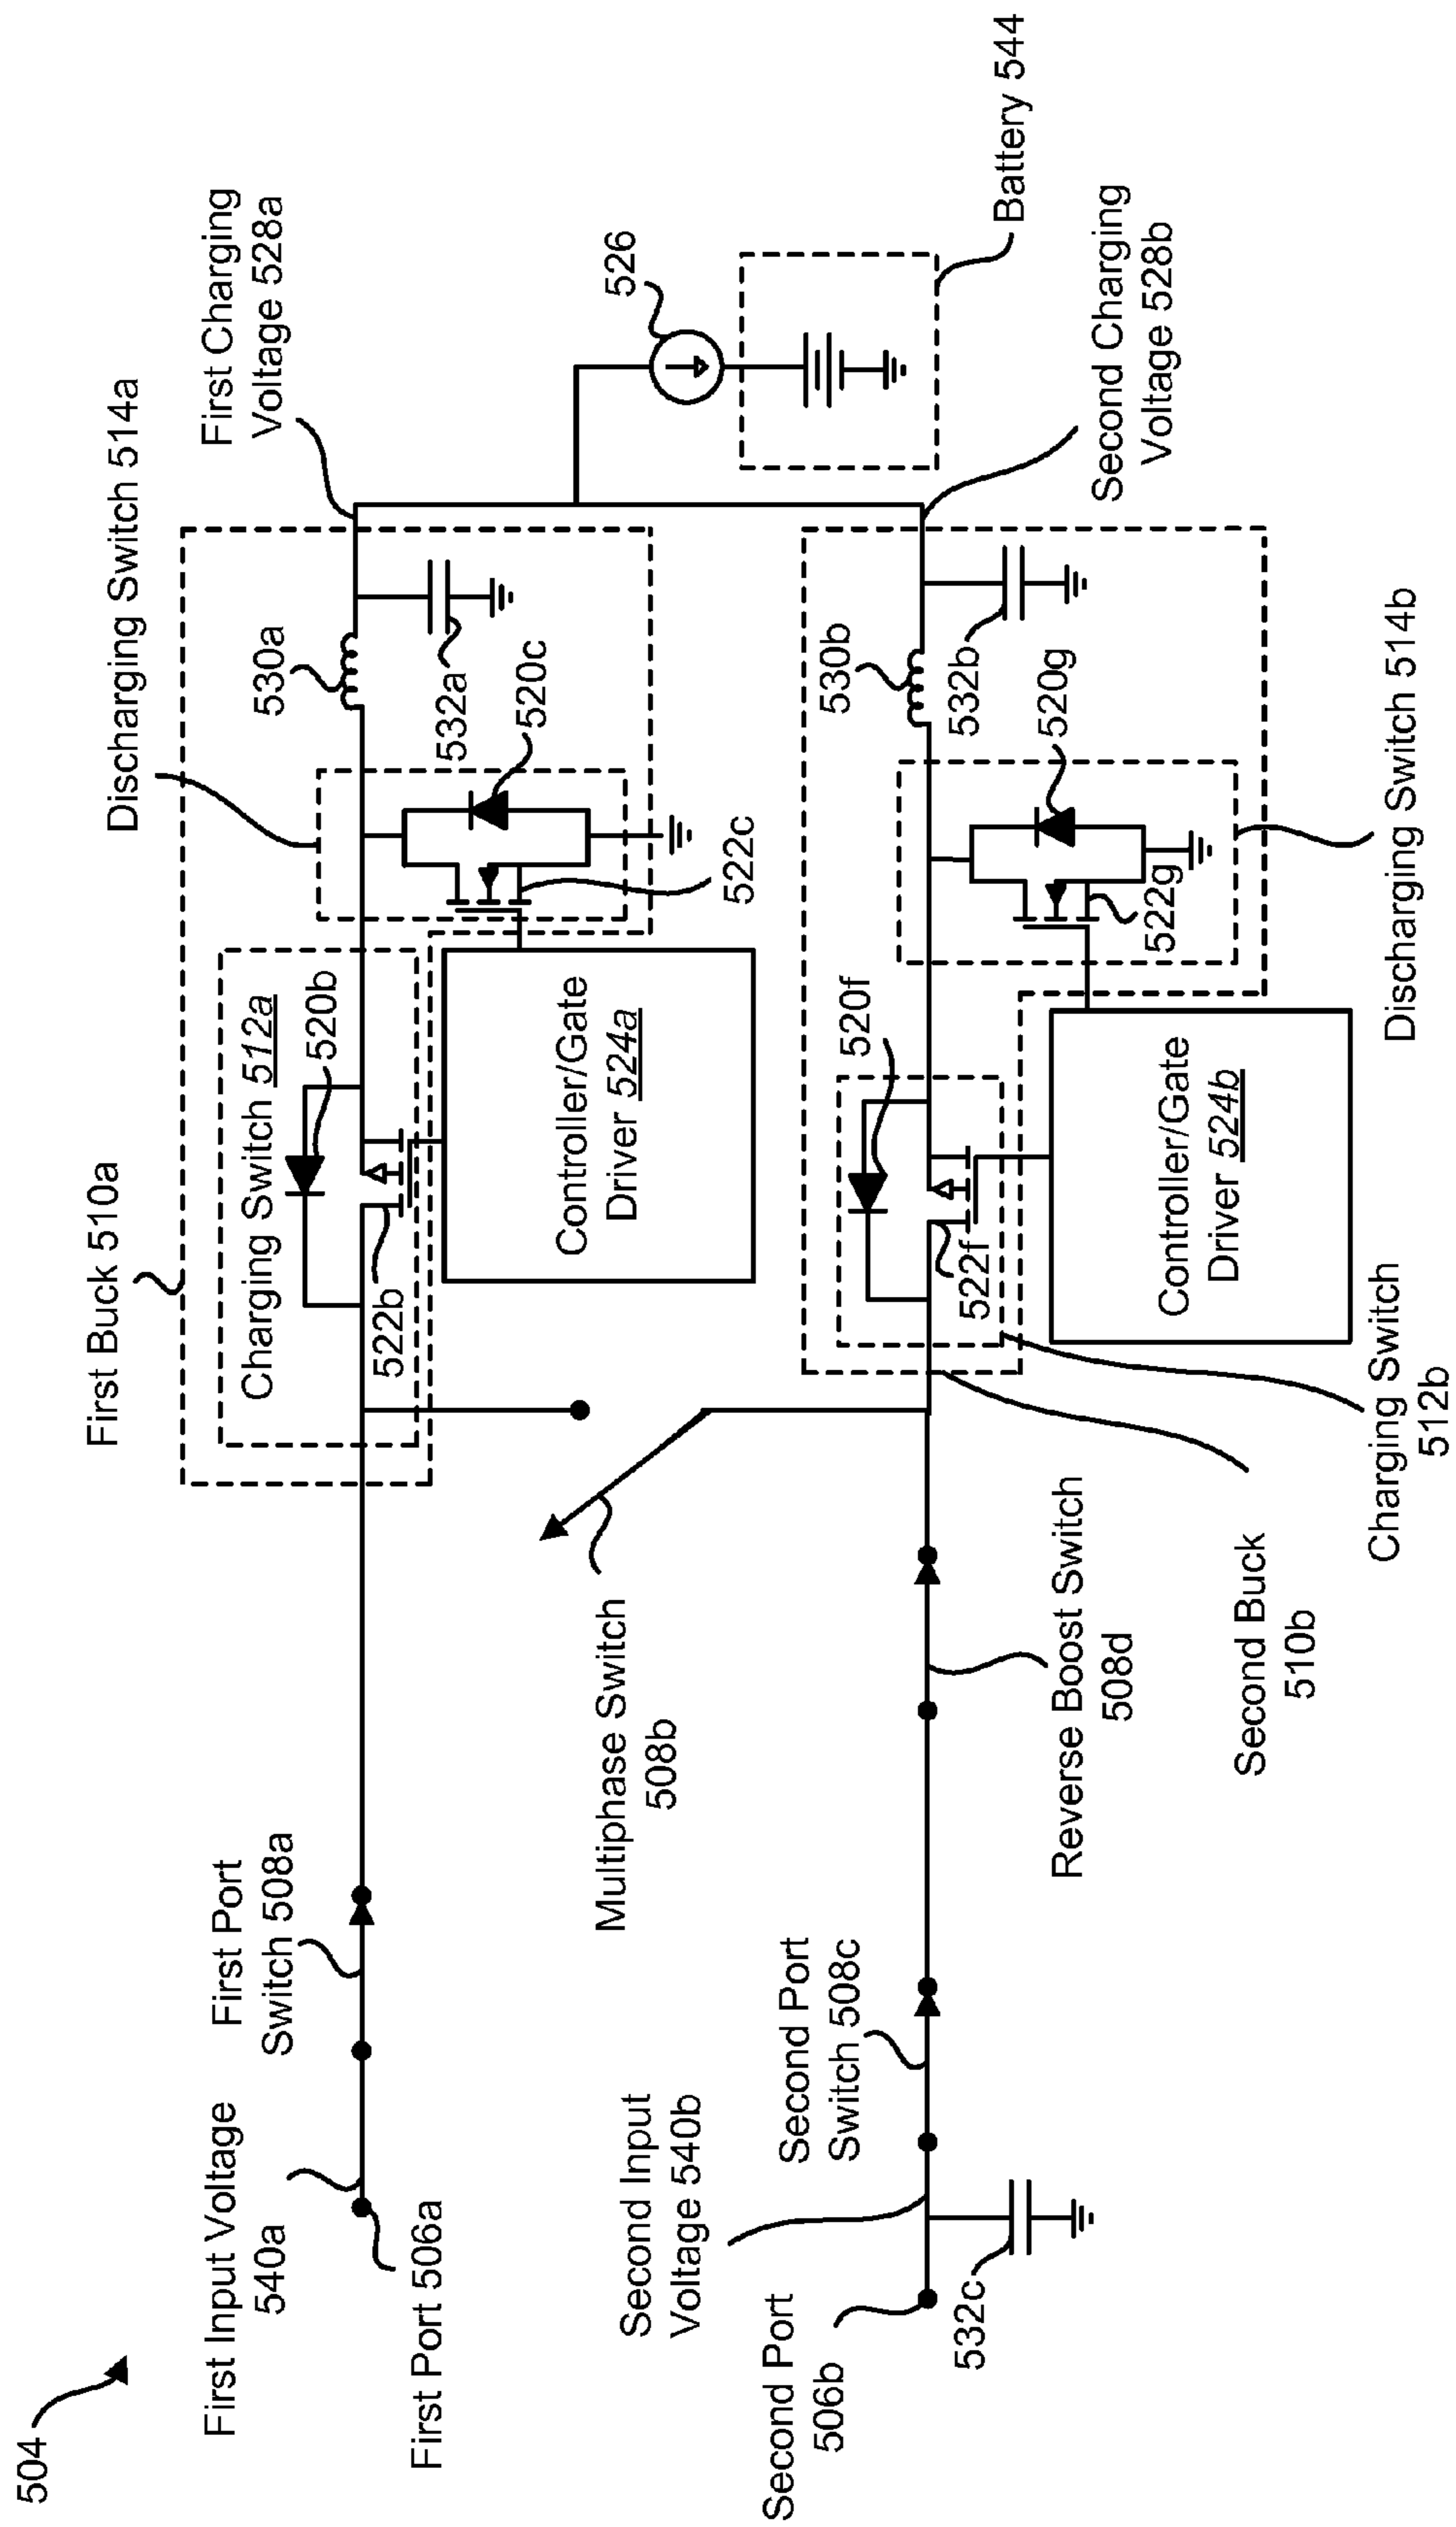 504
First Buck 510a
Discharging Switch 514a
First Charging
Voltage 528a
First Input Voltage
540a
First Port
Switch 508a
Charging Switch 512a
520b
530a
First Port 506a
522b
532a
520c
526
Controller/Gate
Driver 524a
522c
Multiphase Switch
508b
Second Input
Voltage 540b
Second Port
506b
Second Port
Switch 508c
520f
530b
Battery 544
532c
522f
532b
520g
522g
Reverse Boost Switch
508d
Controller/Gate
Driver 524b
Second Charging
Voltage 528b
Second Buck
510b
Charging Switch
512b
Discharging Switch 514b